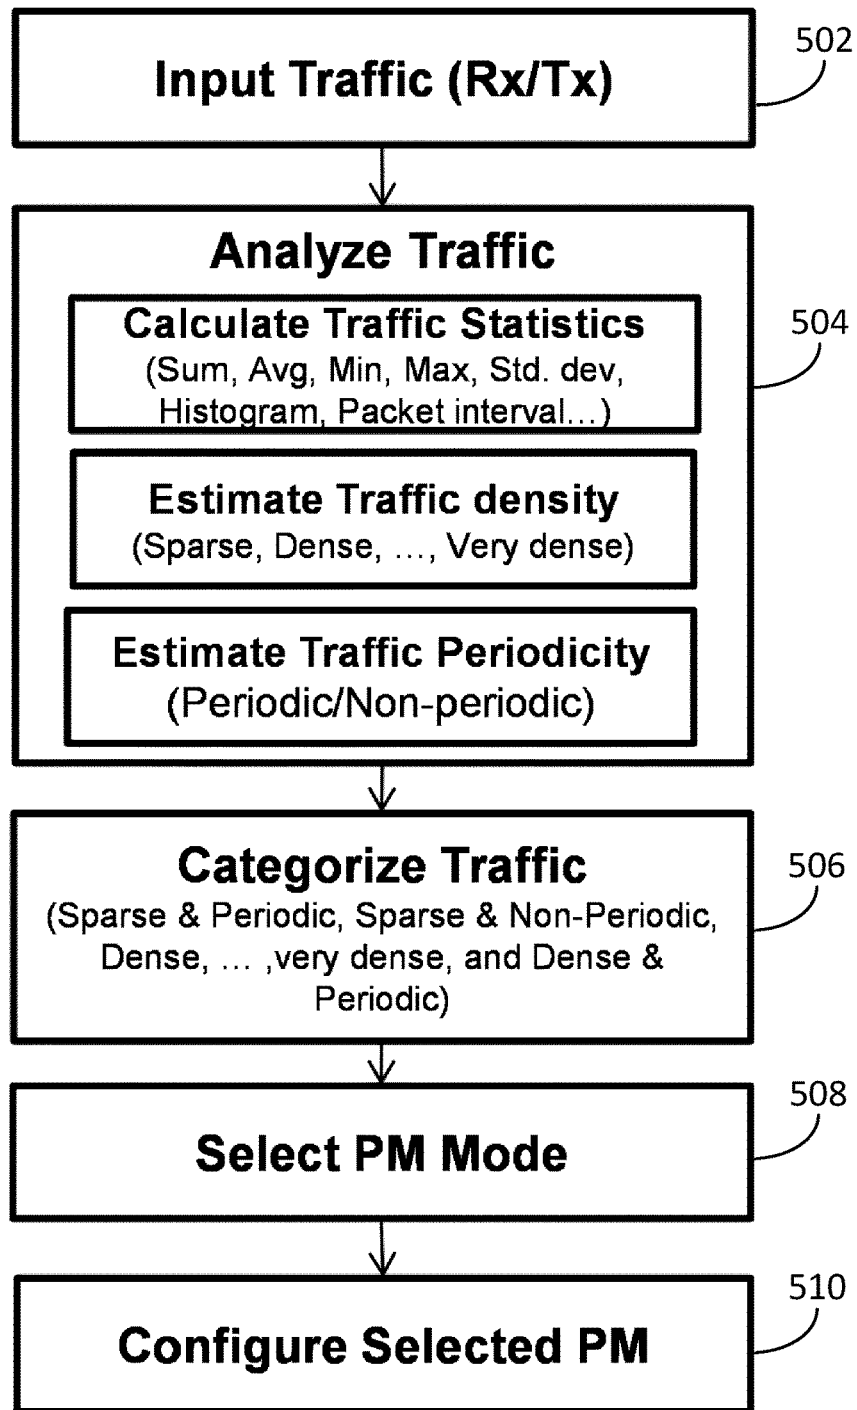 502
Input Traffic (Rx/Tx)
Analyze Traffic
504
Calculate Traffic Statistics
(Sum, Avg, Min, Max, Std. dev,
Histogram, Packet interval…)
Estimate Traffic density
(Sparse, Dense, …, Very dense)
Estimate Traffic Periodicity
(Periodic/Non-periodic)
506
Categorize Traffic
(Sparse & Periodic, Sparse & Non-Periodic,
Dense, … ,very dense, and Dense &
Periodic)
508
Select PM Mode
510
Configure Selected PM